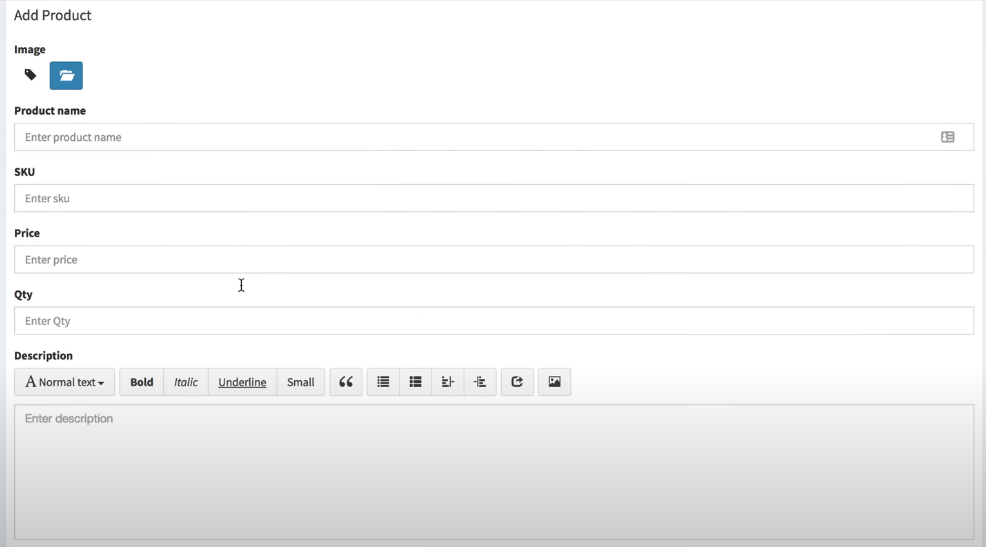 Add Product
Image
Product name
Enter product name
SKU
Enter sku
Price
Enter price
Qty
Enter Qty
Description
A Normal text Bold Italic Underline Small
Enter description